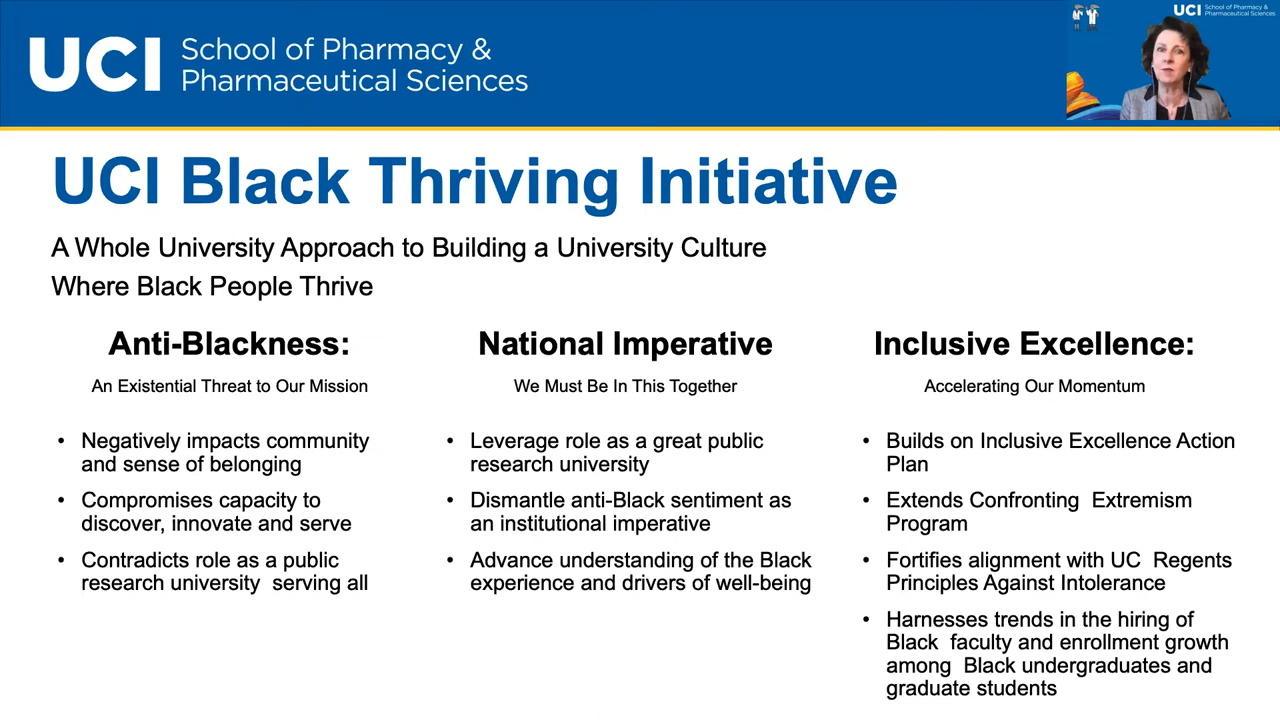 UCI School of Pharmacy &
Pharmaceutical Sciences
UCI School of Pharmacy &
Pharmaceutical Sciences
UCI Black Thriving Initiative
A Whole University Approach to Building a University Culture
Where Black People Thrive
Anti-Blackness:
An Existential Threat to Our Mission
• Negatively impacts community
and sense of belonging
• Compromises capacity to
discover, innovate and serve
• Contradicts role as a public
research university serving all
National Imperative
We Must Be In This Together
• Leverage role as a great public
research university
• Dismantle anti-Black sentiment as
an institutional imperative
• Advance understanding of the Black
experience and drivers of well-being
Inclusive Excellence:
Accelerating Our Momentum
• Builds on Inclusive Excellence Action
Plan
• Extends Confronting Extremism
Program
• Fortifies alignment with UC Regents
Principles Against Intolerance
• Harnesses trends in the hiring of
Black faculty and enrollment growth
among Black undergraduates and
graduate students